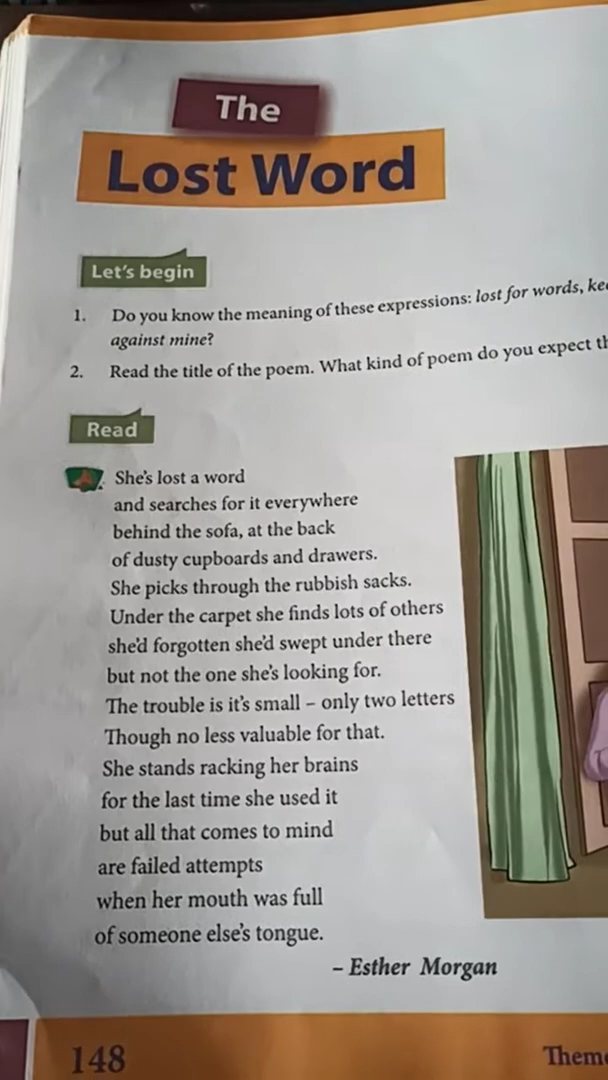 The
Lost Word
Let's begin
1. Do you know the meaning of these expressions: lost for words,
against mine?
2. Read the title of the poem. What kind of poem do you expect
Read
She's lost a word
and searches for it everywhere
behind the sofa, at the back
of dusty cupboards and drawers.
She picks through the rubbish sacks.
Under the carpet she finds lots of others
she'd forgotten she'd swept under there
but not the one she's looking for.
The trouble is it's small – only two letters
Though no less valuable for that.
She stands racking her brains
for the last time she used it
but all that comes to mind
are failed attempts
when her mouth was full
of someone else's tongue.
– Esther Morgan
148